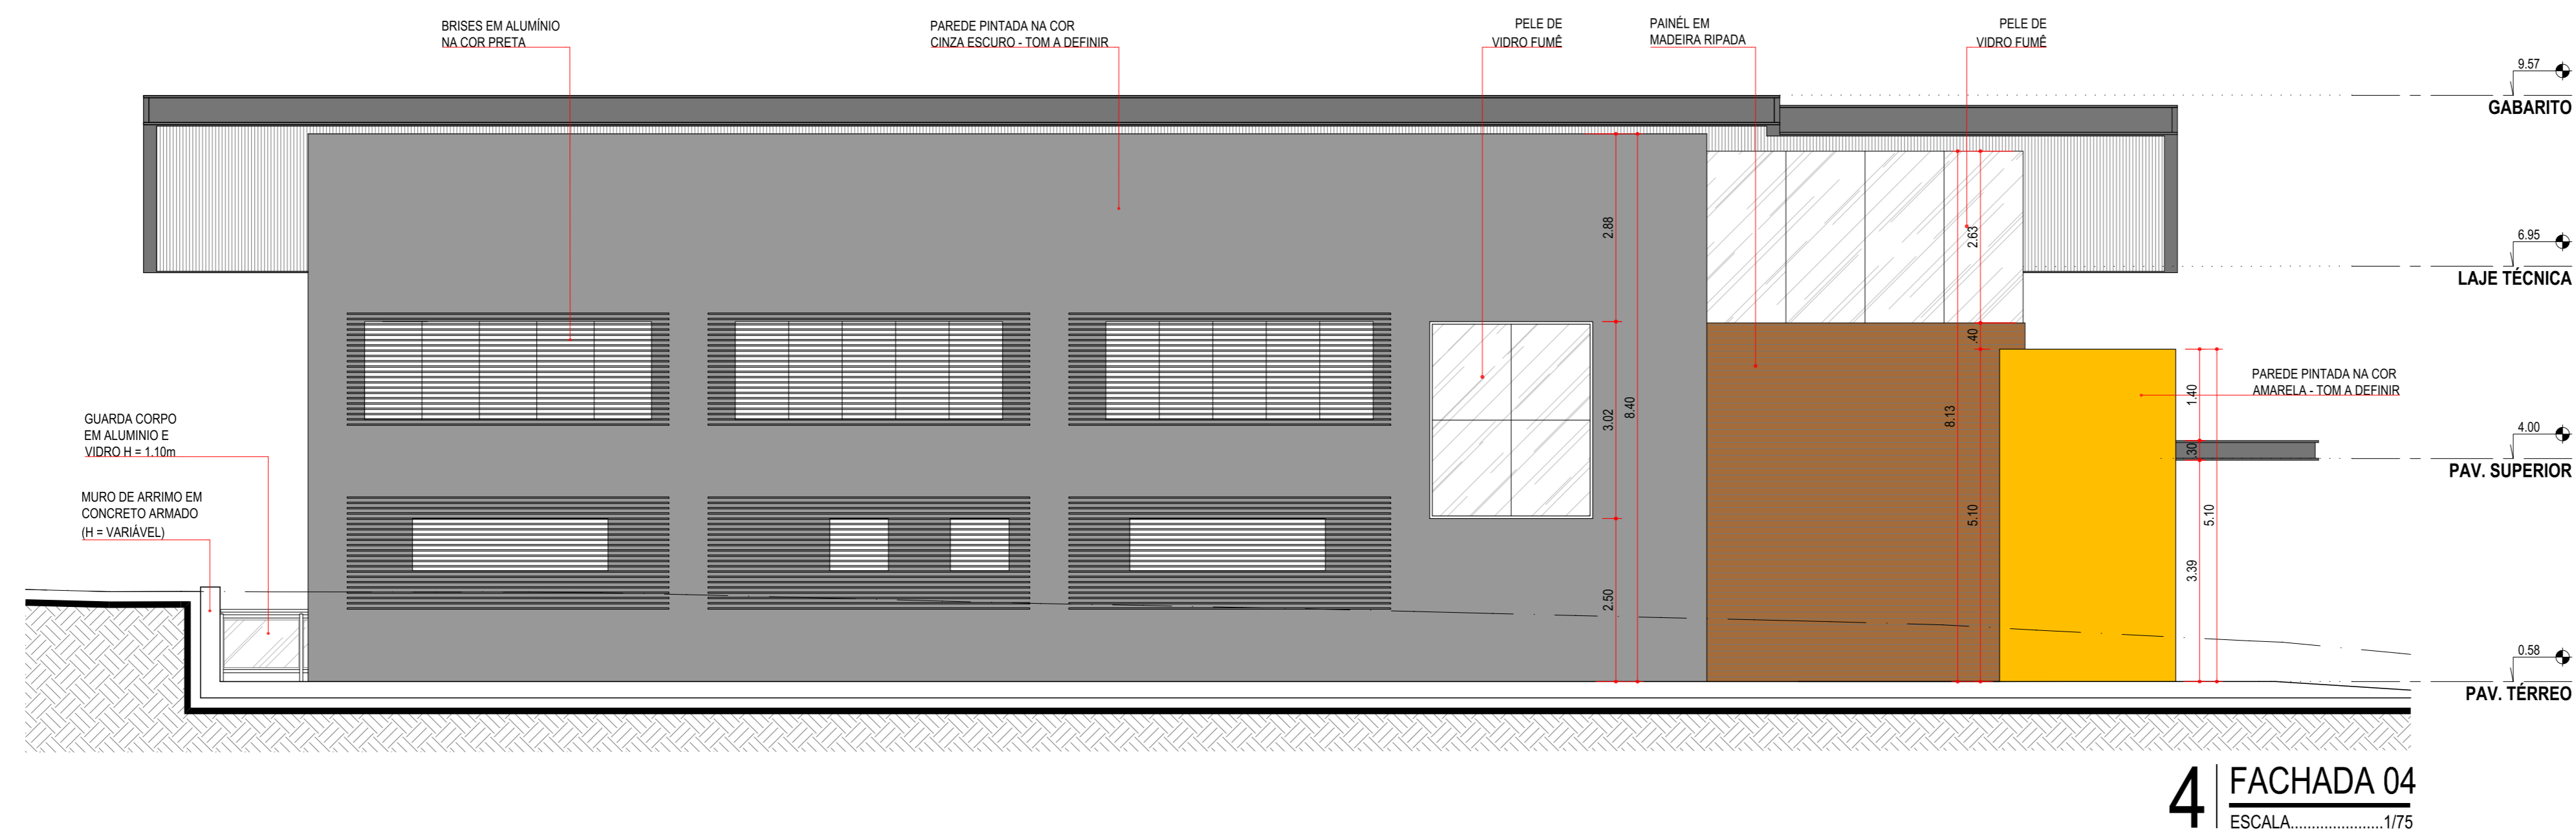 BRISES EM ALUMÍNIO
NA COR PRETA
PAREDE PINTADA NA COR
CINZA ESCURO - TOM A DEFINIR
PELE DE
VIDRO FUMÊ
PAINÉL EM
MADEIRA RIPADA
PELE DE
VIDRO FUMÊ
9.57
GABARITO
6.95
LAJE TÉCNICA
4.00
PAV. SUPERIOR
0.58
PAV. TÉRREO
2.88
3.02
2.50
8.40
8.13
2.63
.40
5.10
1.40
.30
3.39
5.10
PAREDE PINTADA NA COR
AMARELA - TOM A DEFINIR
GUARDA CORPO
EM ALUMINIO E
VIDRO H = 1.10m
MURO DE ARRIMO EM
CONCRETO ARMADO
(H = VARIÁVEL)
4
FACHADA 04
ESCALA......................1/75